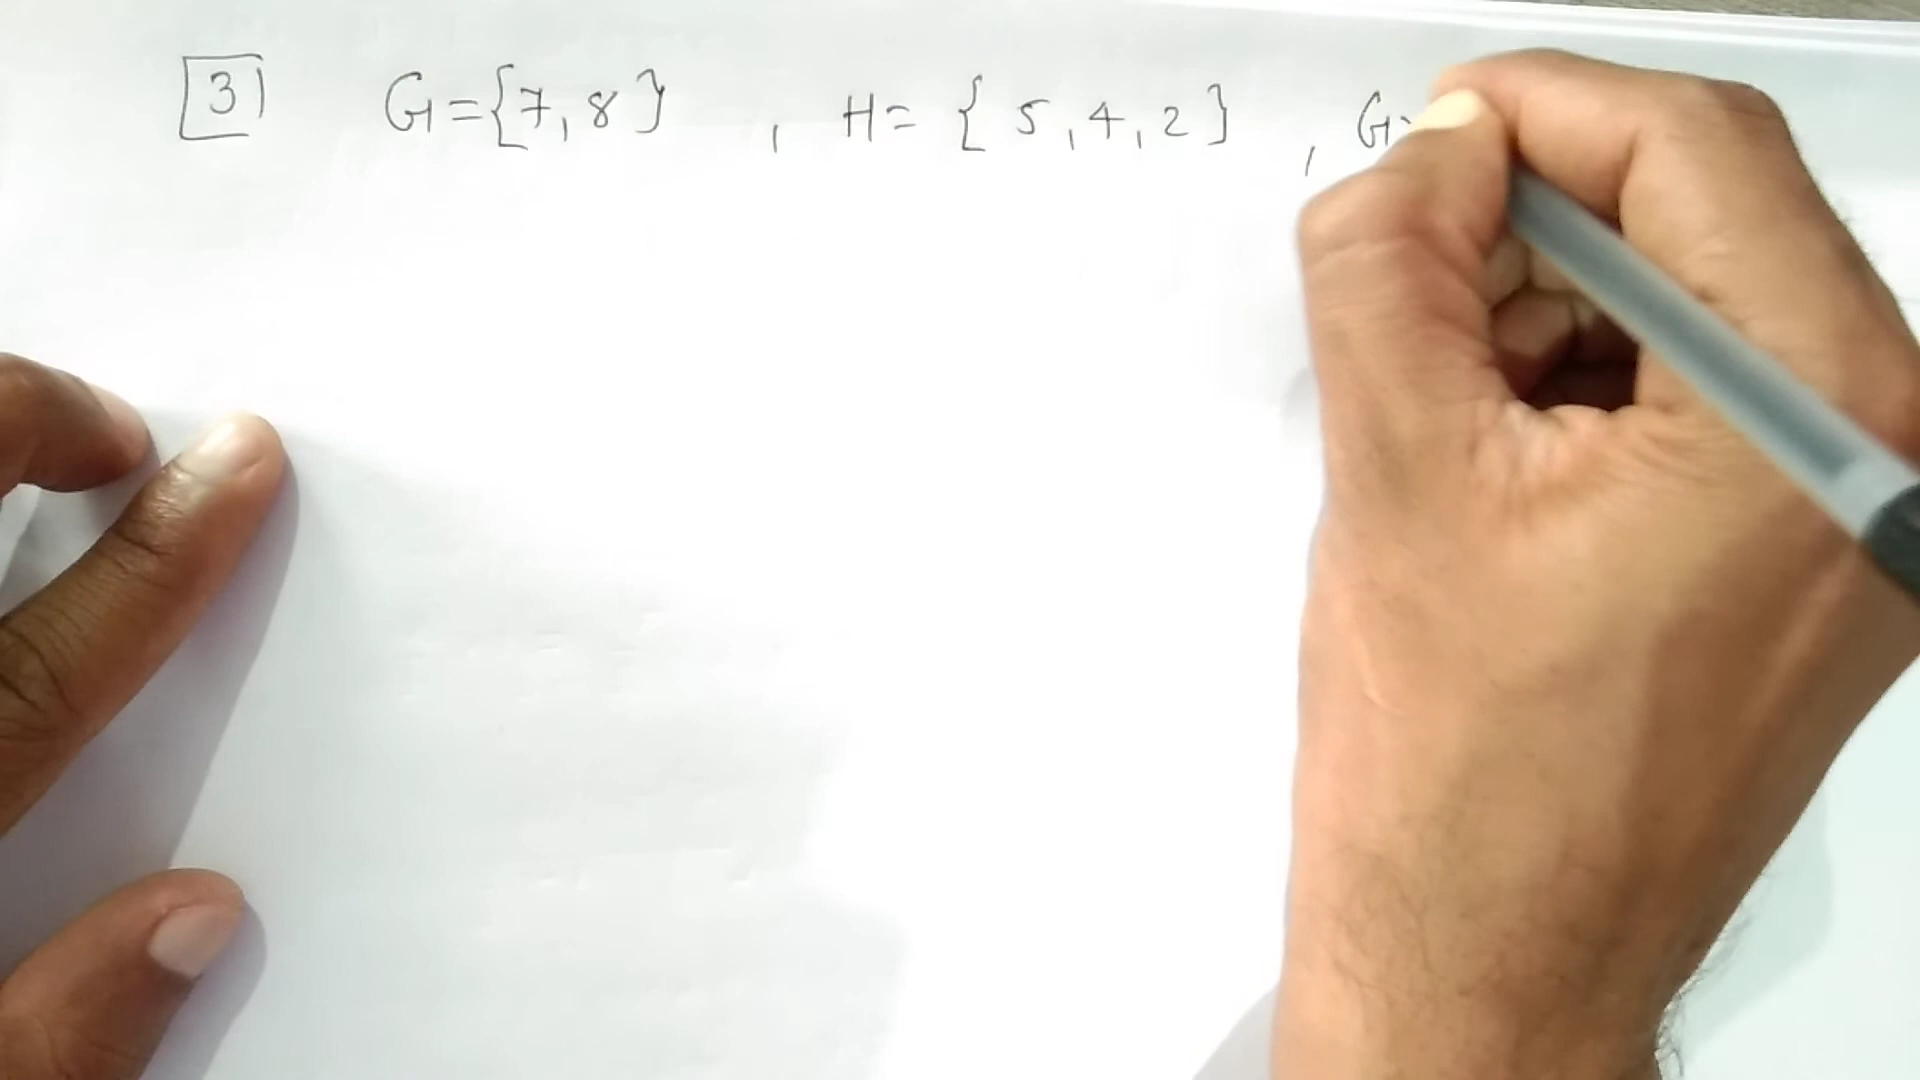 3 G={7,8} , H= { 5,4,2} , G